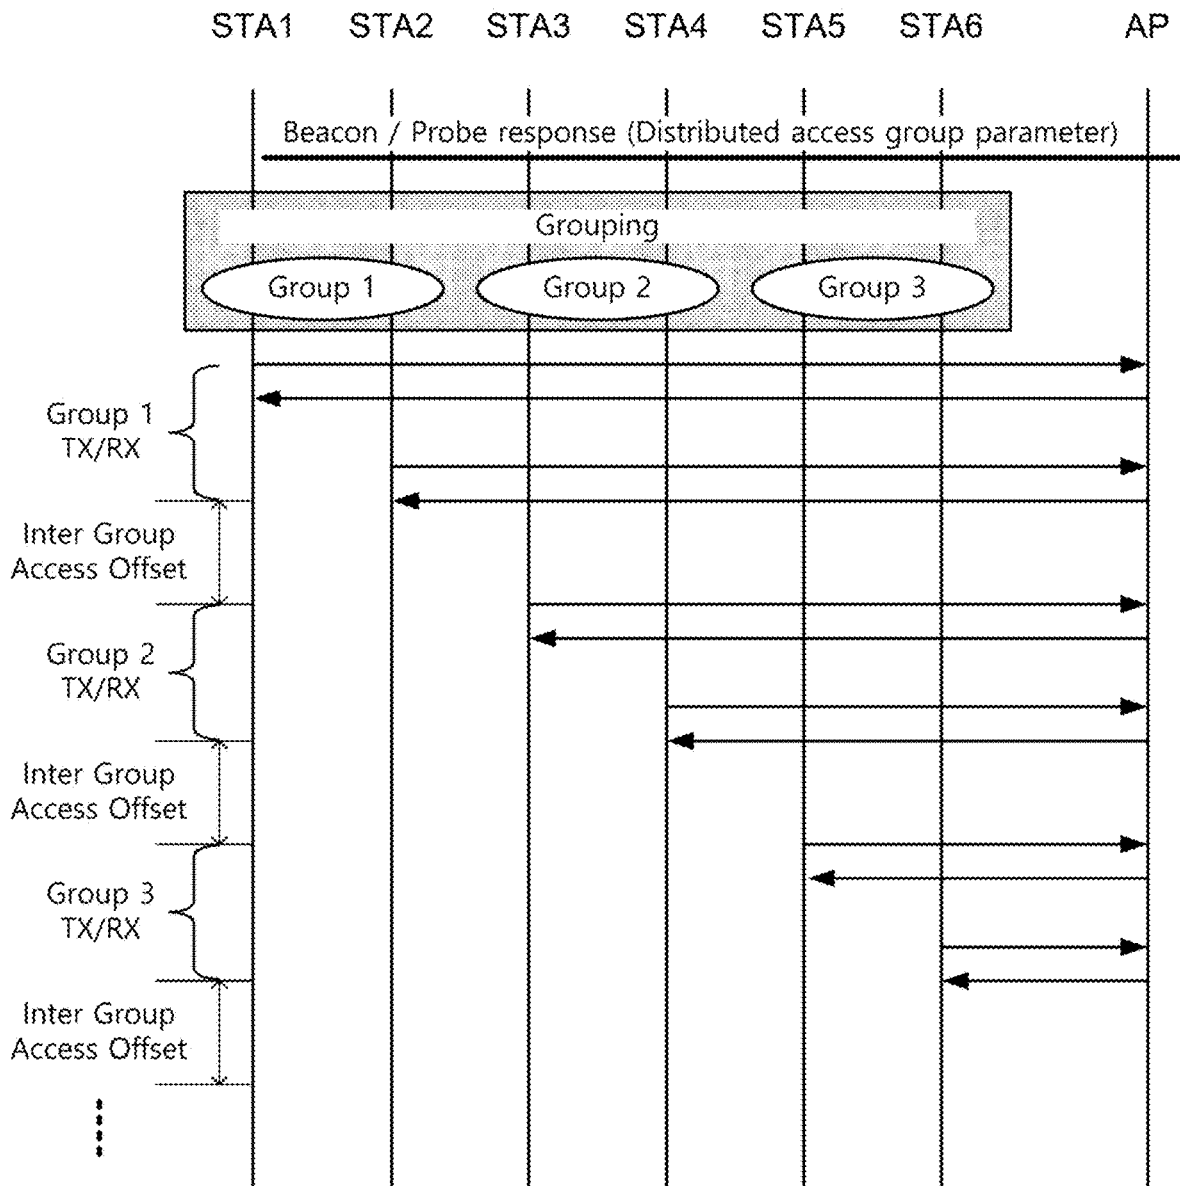 STA1 STA2 STA3 STA4 STA5 STA6 AP
Beacon / Probe response (Distributed access group parameter)
Grouping
Group 1 Group 2 Group 3
Group 1
TX/RX
Inter Group
Access Offset
Group 2
TX/RX
Inter Group
Access Offset
Group 3
TX/RX
Inter Group
Access Offset